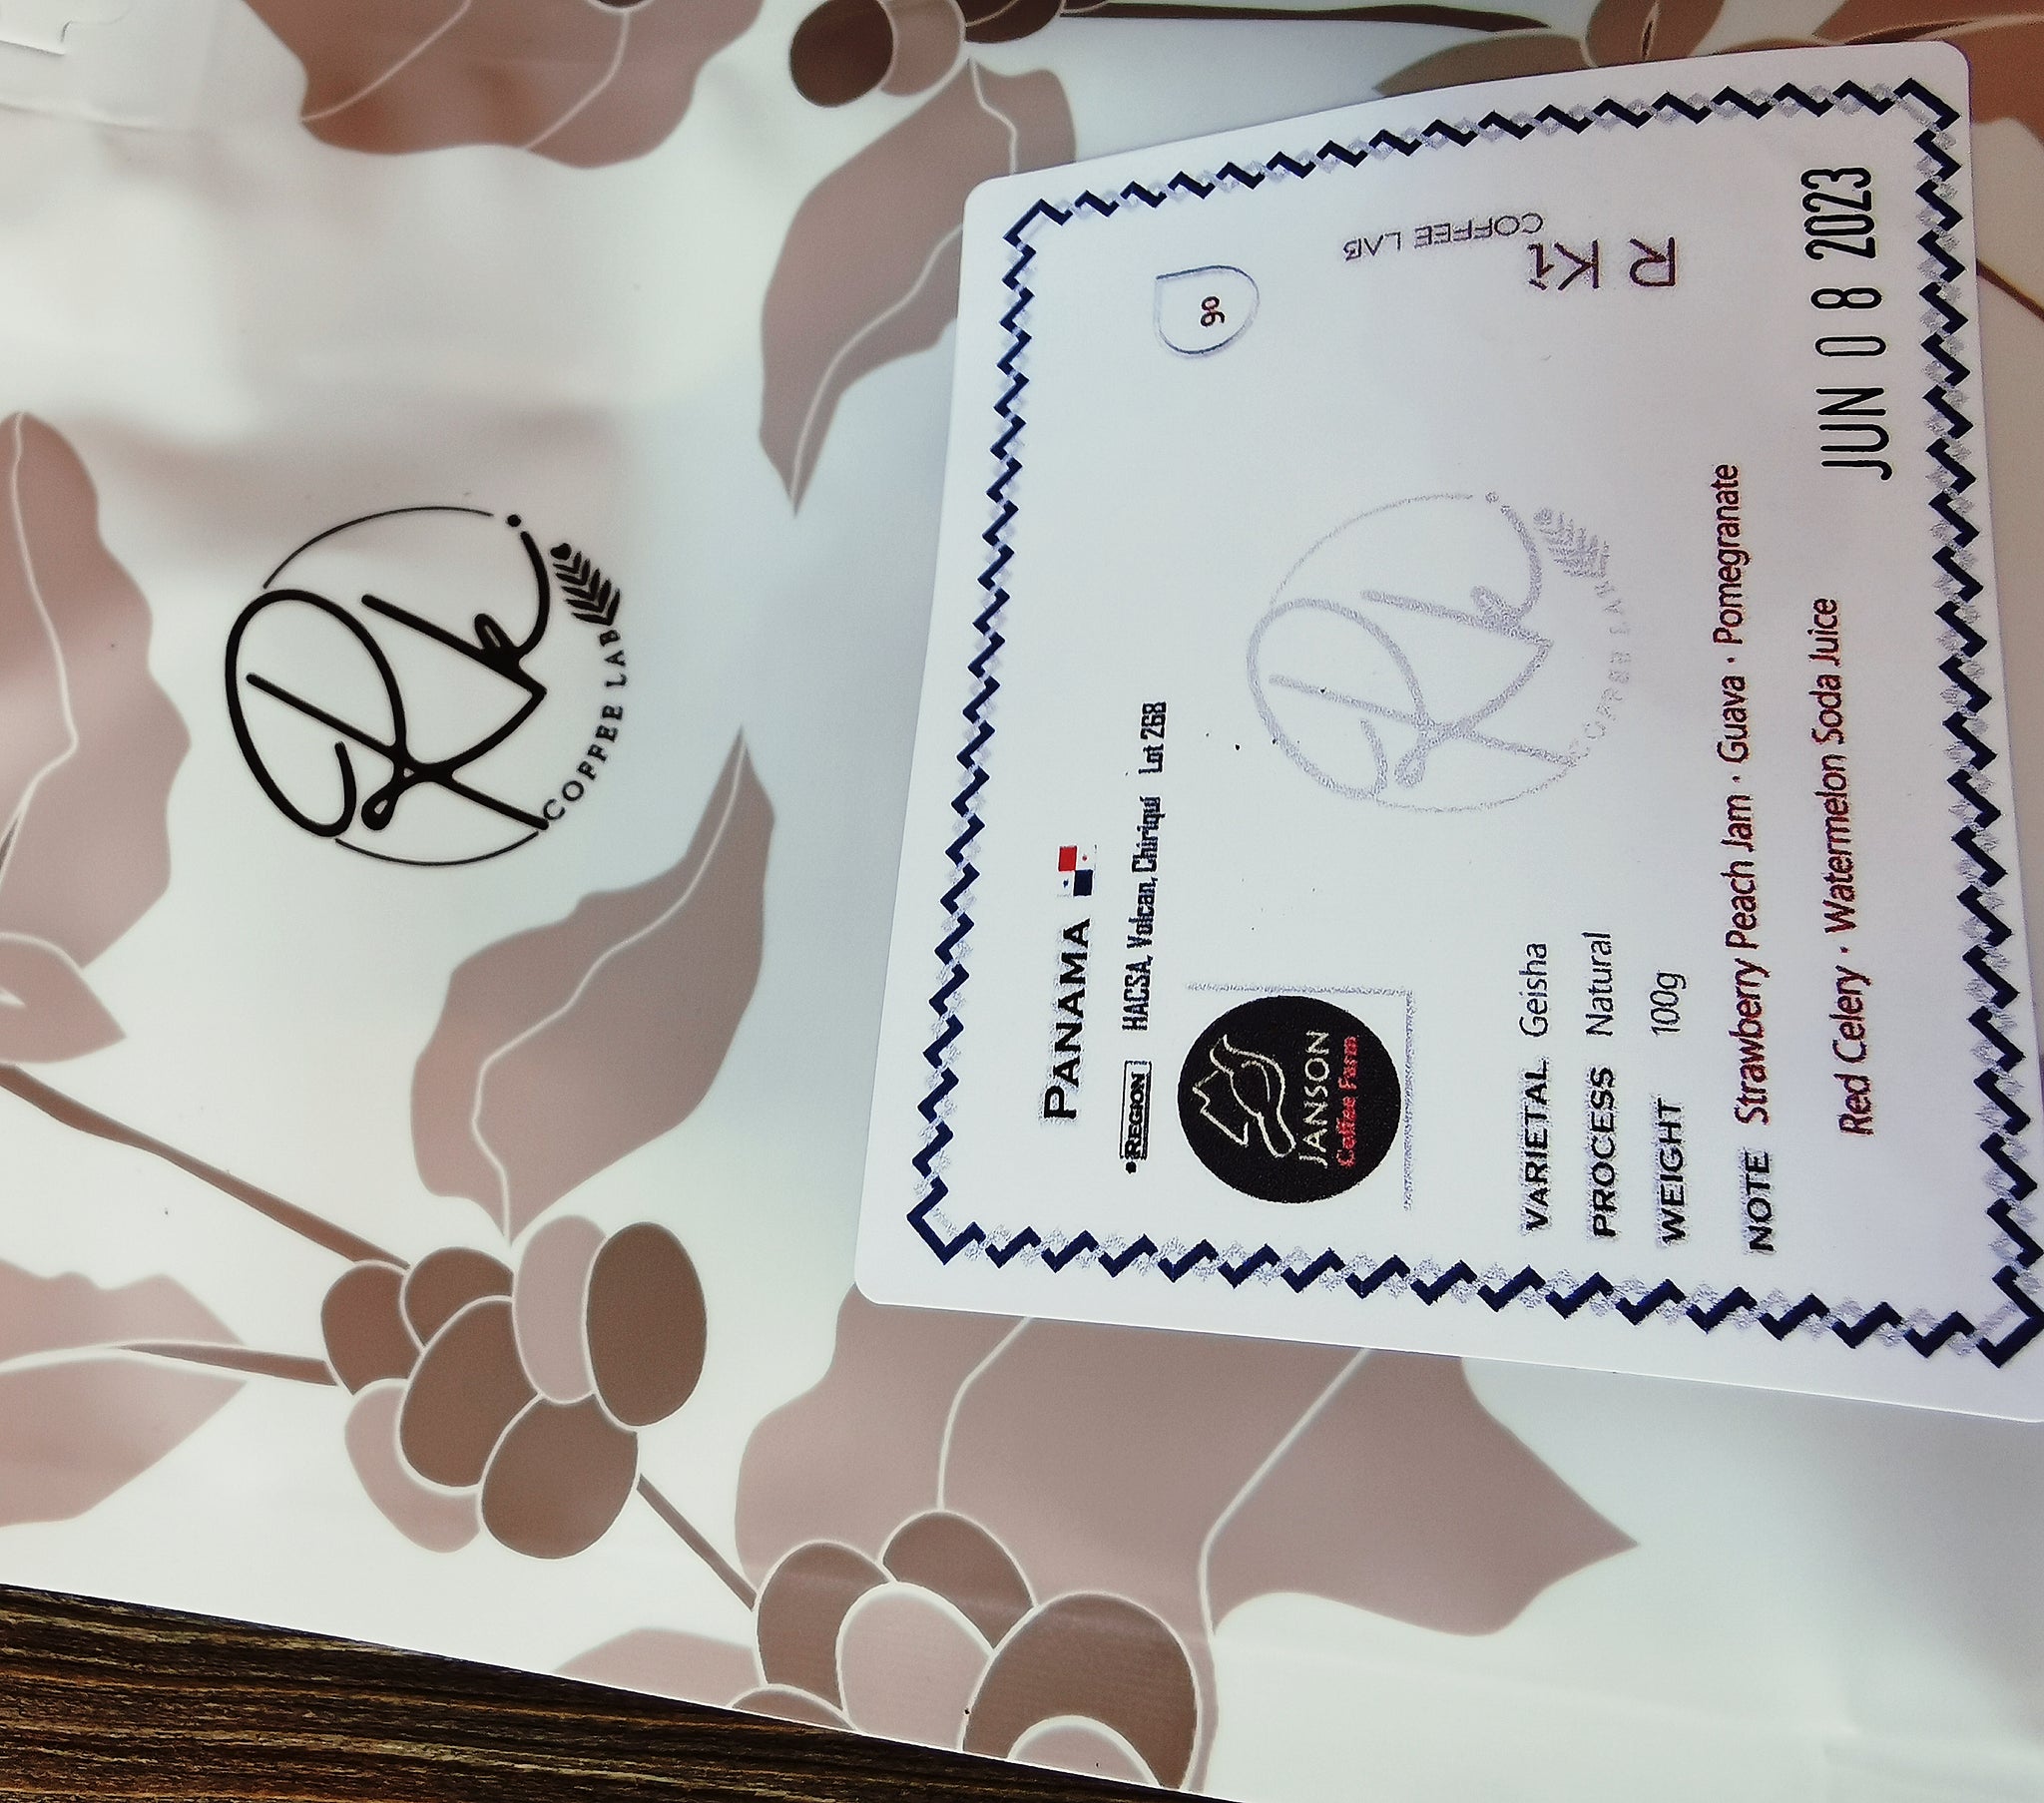 Rk
COFFEE LAB
PANAMA
REGION HACSA, Volcan, Chiriqui Lot 268
JANSON
Coffee Farm
90
VARIETAL Geisha
PROCESS Natural
WEIGHT 100g
NOTE Strawberry Peach Jam · Guava · Pomegranate
Red Celery · Watermelon Soda Juice
JUN 0 8 2023
Rk
COFFEE LAB
COFFEE LAB